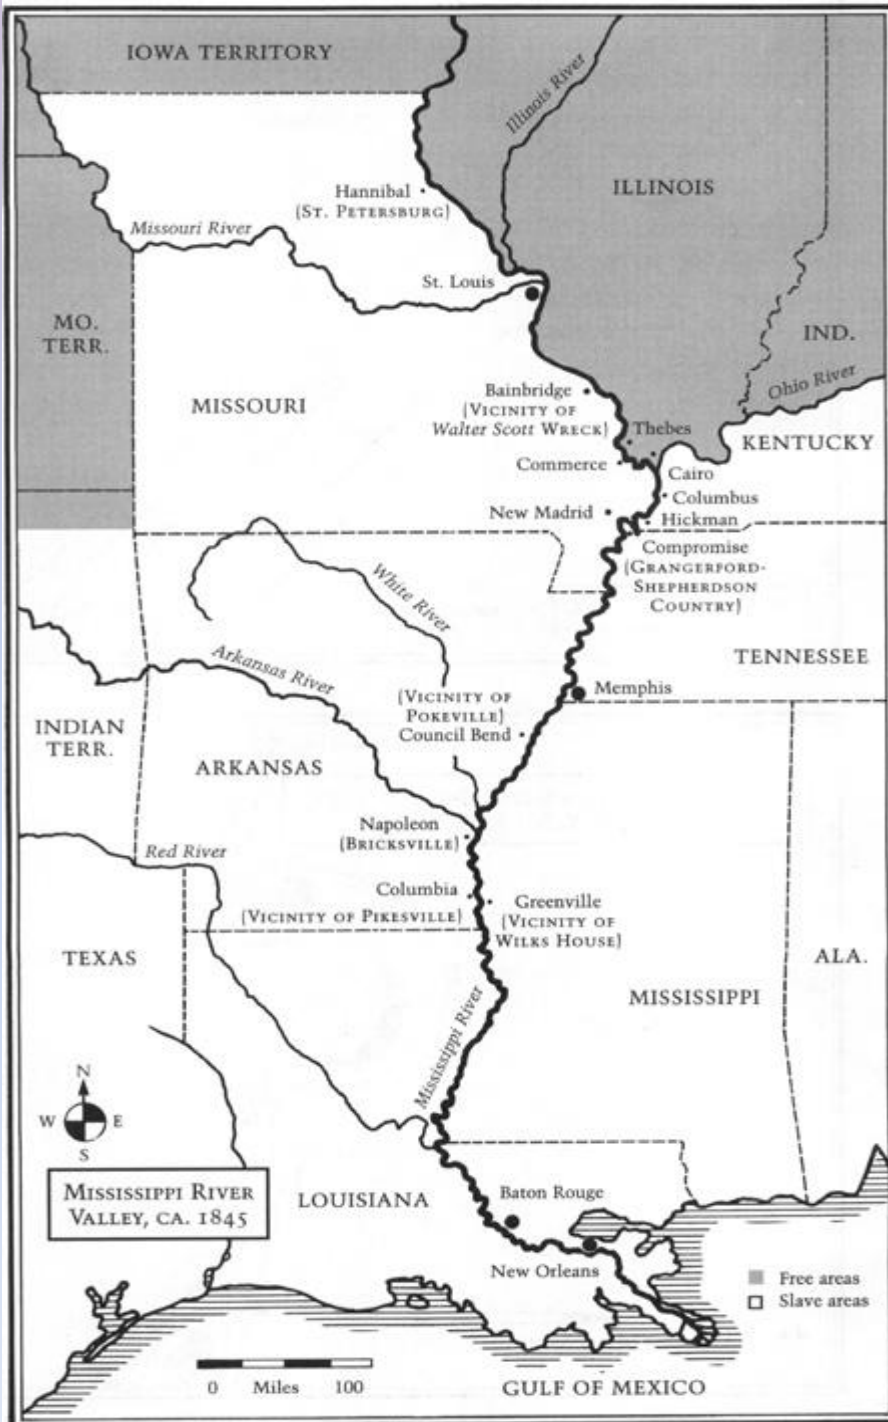 IOWA TERRITORY
Illinois River
Hannibal
(ST. PETERSBURG)
ILLINOIS
Missouri River
St. Louis
MO.
TERR.
IND.
Ohio River
MISSOURI
Bainbridge
(VICINITY OF
Walter Scott WRECK)
Thebes
KENTUCKY
Commerce
Cairo
Columbus
New Madrid
Hickman
Compromise
(GRANGERFORD-
SHEPHERDSON
COUNTRY)
White River
Arkansas River
TENNESSEE
Memphis
(VICINITY OF
POKEVILLE)
Council Bend
INDIAN
TERR.
ARKANSAS
Napoleon
(BRICKSVILLE)
Red River
Columbia
(VICINITY OF PIKESVILLE)
Greenville
(VICINITY OF
WILKS HOUSE)
TEXAS
ALA.
MISSISSIPPI
Mississippi River
N
W E
S
MISSISSIPPI RIVER
VALLEY, CA. 1845
LOUISIANA
Baton Rouge
New Orleans
Free areas
Slave areas
0 Miles 100
GULF OF MEXICO